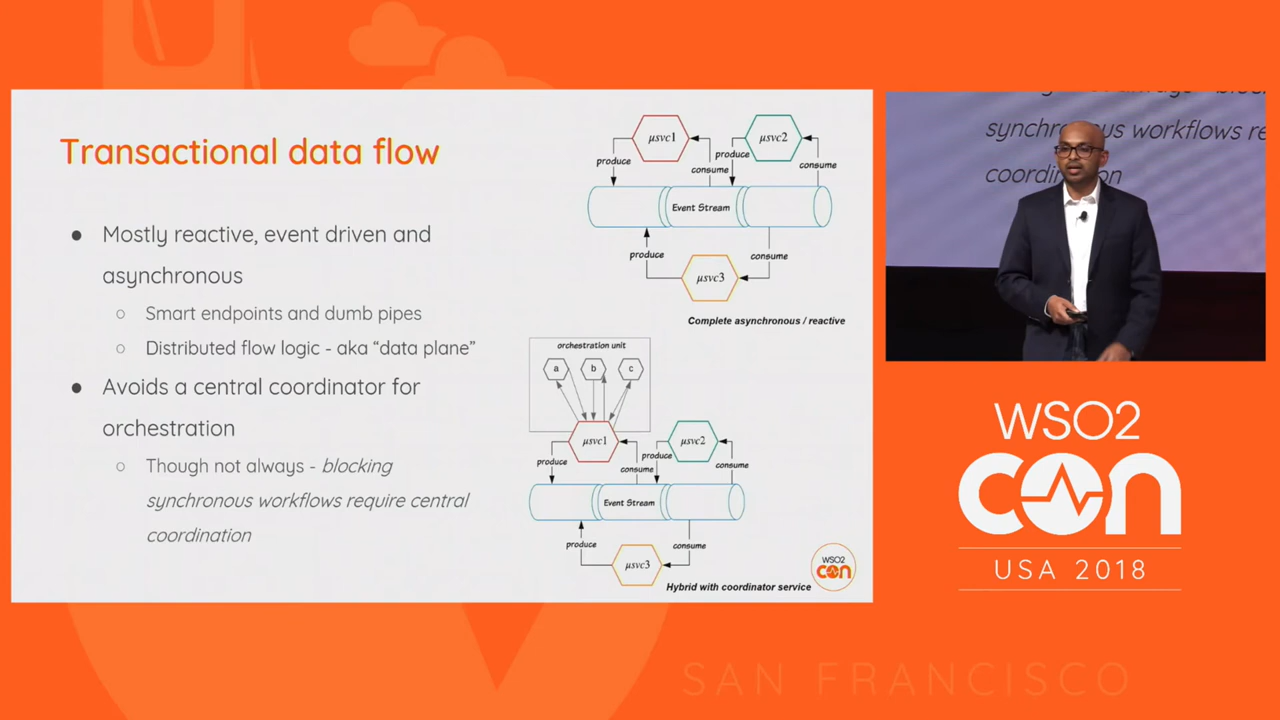 Transactional data flow
● Mostly reactive, event driven and
asynchronous
○ Smart endpoints and dumb pipes
○ Distributed flow logic - aka “data plane”
● Avoids a central coordinator for
orchestration
○ Though not always - blocking
synchronous workflows require central
coordination
μsvc1
μsvc2
produce
consume
produce
consume
Event Stream
produce
consume
μsvc3
Complete asynchronous / reactive
orchestration unit
a
b
c
μsvc1
μsvc2
produce
consume
produce
consume
Event Stream
produce
consume
μsvc3
Hybrid with coordinator service
WSO2
con
synchronous workflows re
WSO2
con
USA 2018
SAN FRANCISCO